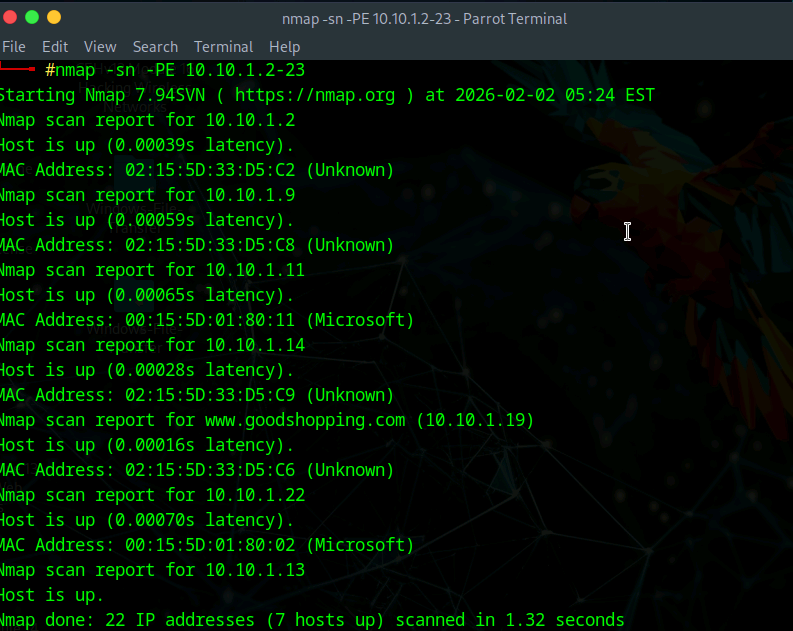 nmap -sn -PE 10.10.1.2-23 - Parrot Terminal
File Edit View Search Terminal Help
#nmap -sn -PE 10.10.1.2-23
Starting Nmap 7.94SVN ( https://nmap.org ) at 2026-02-02 05:24 EST
Nmap scan report for 10.10.1.2
Host is up (0.00039s latency).
MAC Address: 02:15:5D:33:D5:C2 (Unknown)
Nmap scan report for 10.10.1.9
Host is up (0.00059s latency).
MAC Address: 02:15:5D:33:D5:C8 (Unknown)
Nmap scan report for 10.10.1.11
Host is up (0.00065s latency).
MAC Address: 00:15:5D:01:80:11 (Microsoft)
Nmap scan report for 10.10.1.14
Host is up (0.00028s latency).
MAC Address: 02:15:5D:33:D5:C9 (Unknown)
Nmap scan report for www.goodshopping.com (10.10.1.19)
Host is up (0.00016s latency).
MAC Address: 02:15:5D:33:D5:C6 (Unknown)
Nmap scan report for 10.10.1.22
Host is up (0.00070s latency).
MAC Address: 00:15:5D:01:80:02 (Microsoft)
Nmap scan report for 10.10.1.13
Host is up.
Nmap done: 22 IP addresses (7 hosts up) scanned in 1.32 seconds